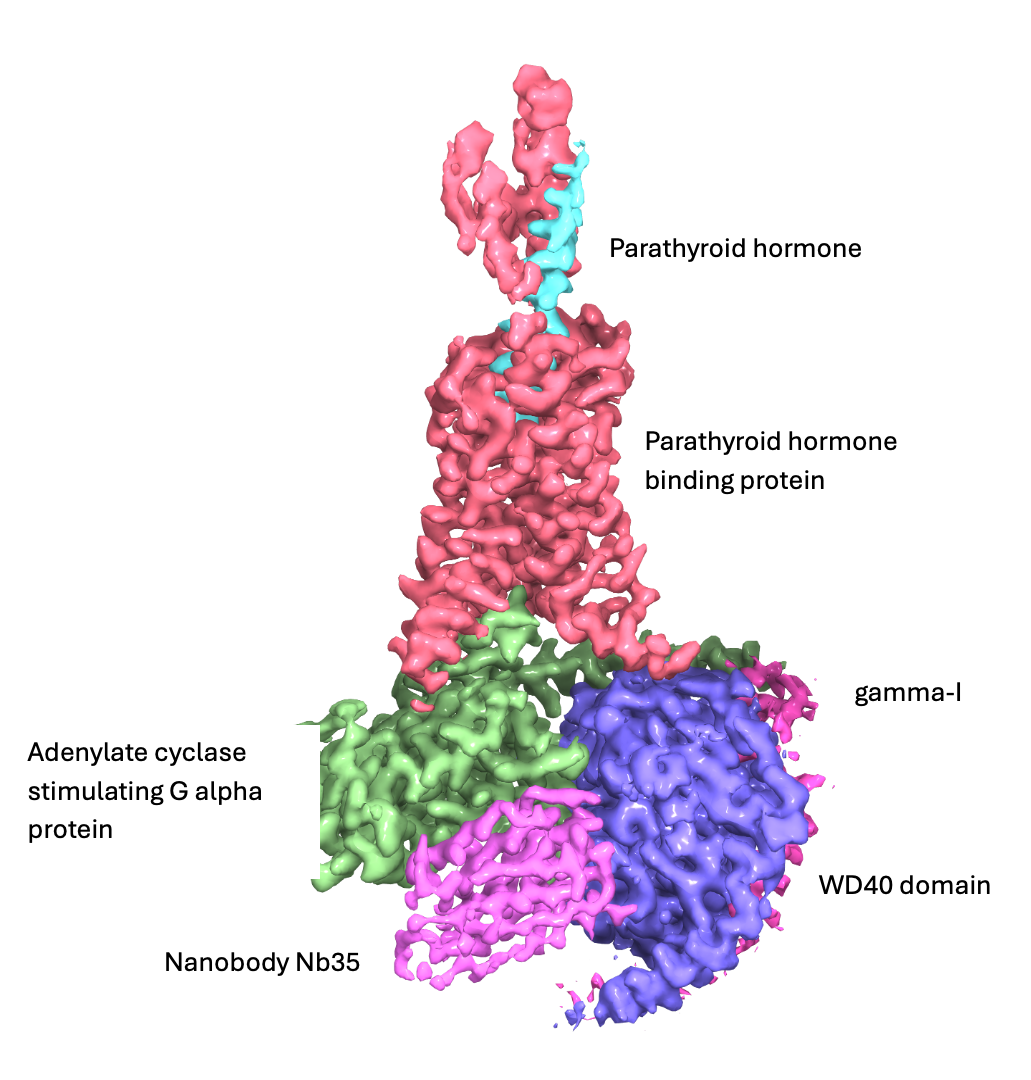 Parathyroid hormone
Parathyroid hormone
binding protein
gamma-I
Adenylate cyclase
stimulating G alpha
protein
WD40 domain
Nanobody Nb35